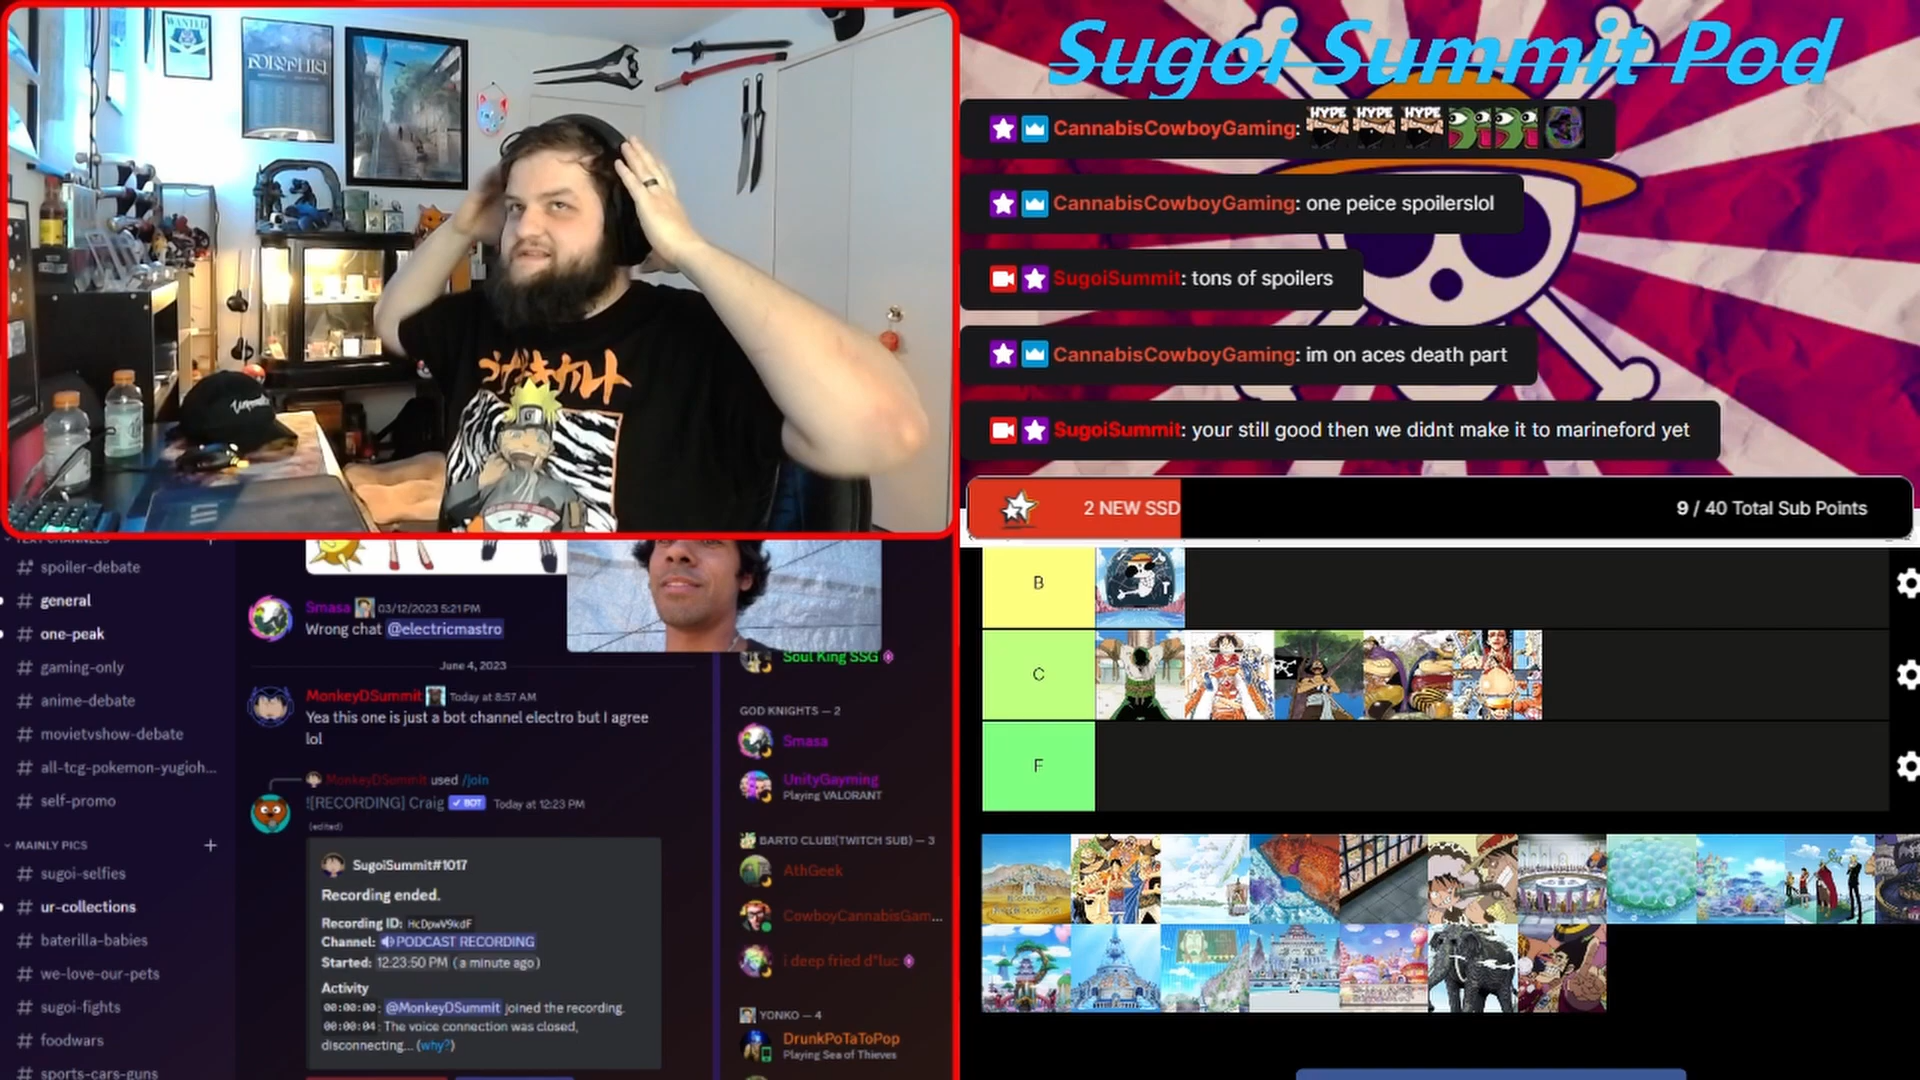 WANTED
Sugoi Summit Pod
CannabisCowboyGaming: HYPE HYPE HYPE
CannabisCowboyGaming: one peice spoilerslol
SugoiSummit: tons of spoilers
CannabisCowboyGaming: im on aces death part
SugoiSummit: your still good then we didnt make it to marineford yet
2 NEW SSD
9 / 40 Total Sub Points
TEXT CHANNELS
# spoiler-debate
# general
# one-peak
# gaming-only
# anime-debate
# movietvshow-debate
# all-tcg-pokemon-yugioh...
# self-promo
MAINLY PICS
# sugoi-selfies
# ur-collections
# baterilla-babies
# we-love-our-pets
# sugoi-fights
# foodwars
# sports-cars-guns
Smasa 03/12/2023 5:21 PM
Wrong chat @electricmastro
June 4, 2023
MonkeyDSummit Today at 8:57 AM
Yea this one is just a bot channel electro but I agree
lol
MonkeyDSummit used /join
![RECORDING] Craig ✓ BOT Today at 12:23 PM
(edited)
SugoiSummit#1017
Recording ended.
Recording ID: HcDpwV9kdF
Channel: PODCAST RECORDING
Started: 12:23:50 PM (a minute ago)
Activity
00:00:00: @MonkeyDSummit joined the recording.
00:00:04: The voice connection was closed,
disconnecting... (why?)
Soul King SSG
GOD KNIGHTS — 2
Smasa
UnityGayming
Playing VALORANT
BARTO CLUB!(TWITCH SUB) — 3
AthGeek
CowboyCannabisGam...
i deep fried d*luc
YONKO — 4
DrunkPoTaToPop
Playing Sea of Thieves
B
C
F